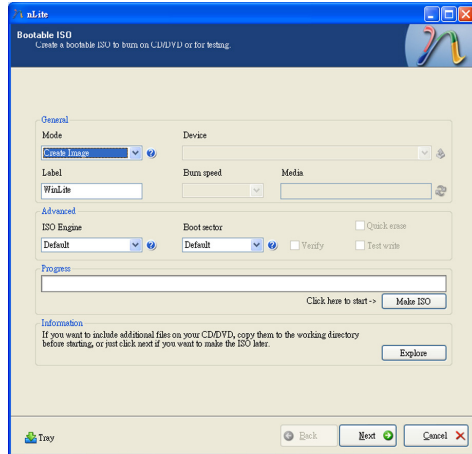 nLite
Bootable ISO
Create a bootable ISO to burn on CD/DVD or for testing.
General
Mode Device
Create Image
Label Burn speed Media
WinLite
Advanced
ISO Engine Boot sector Quick erase
Default Default Verify Test write
Progress
Click here to start -> Make ISO
Information
If you want to include additional files on your CD/DVD, copy them to the working directory
before starting, or just click next if you want to make the ISO later.
Explore
Tray Back Next Cancel